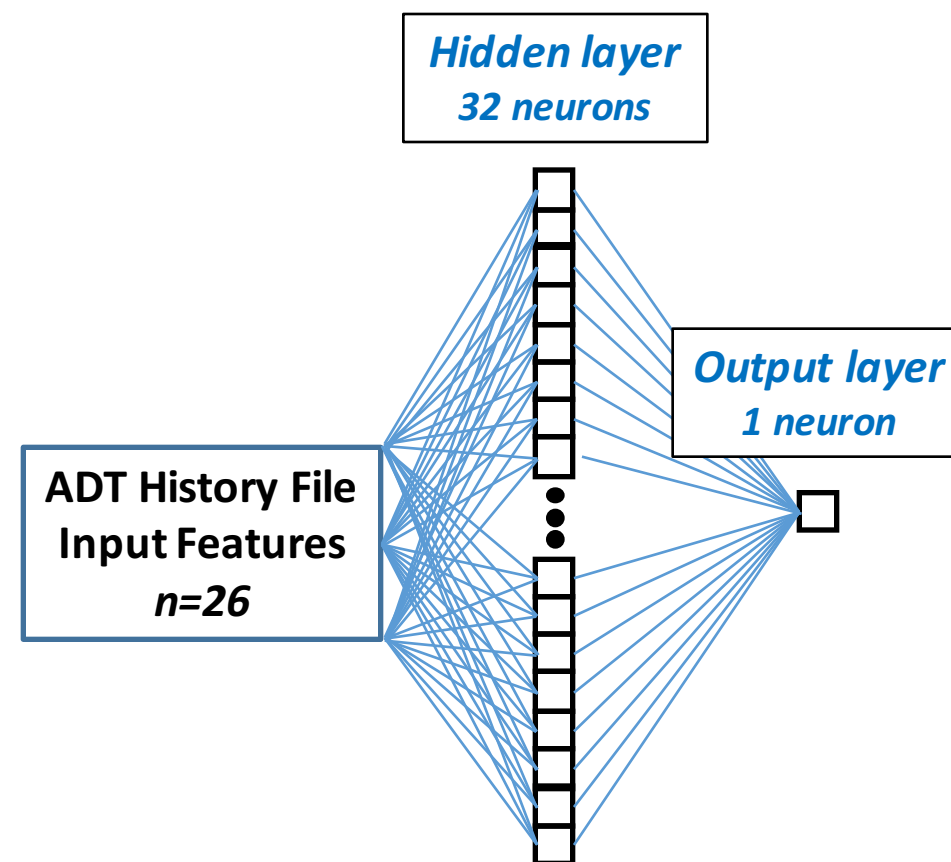 Hidden layer
32 neurons
Output layer
1 neuron
ADT History File
Input Features
n=26